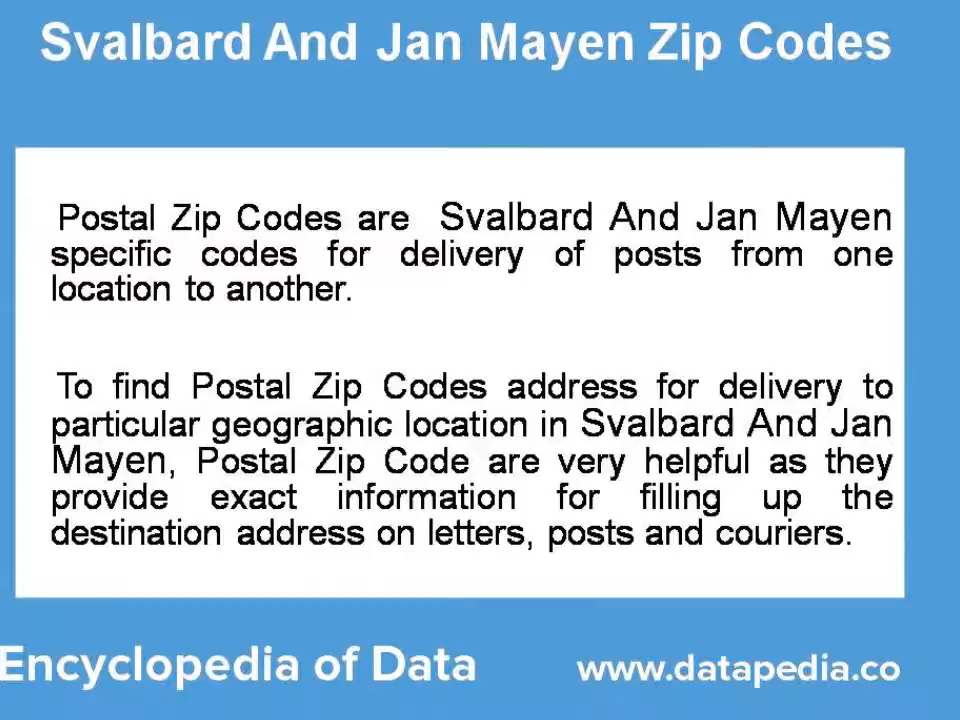 Svalbard And Jan Mayen Zip Codes
Postal Zip Codes are Svalbard And Jan Mayen
specific codes for delivery of posts from one
location to another.
To find Postal Zip Codes address for delivery to
particular geographic location in Svalbard And Jan
Mayen, Postal Zip Code are very helpful as they
provide exact information for filling up the
destination address on letters, posts and couriers.
Encyclopedia of Data
www.datapedia.co